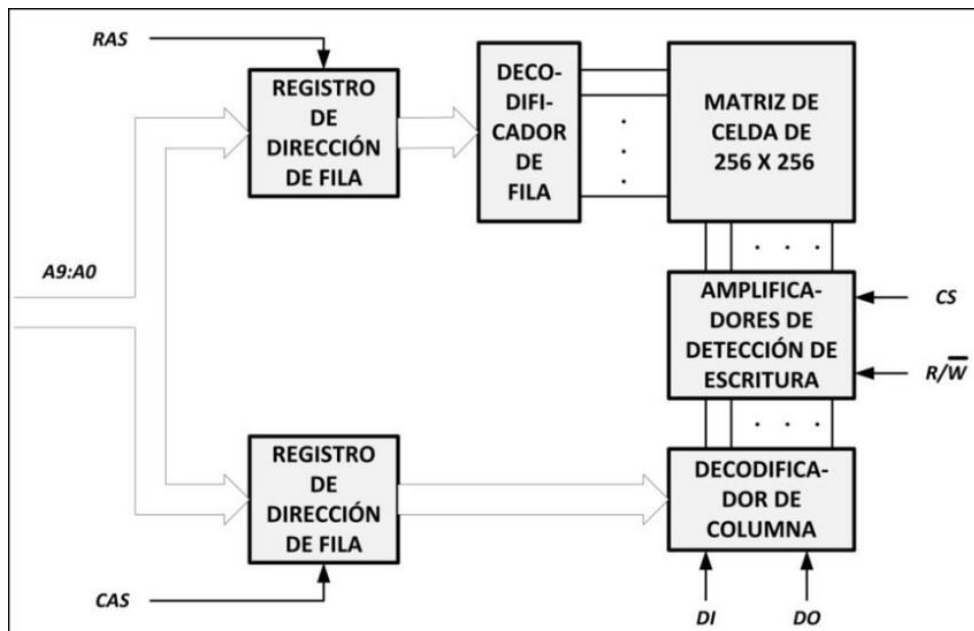 RAS
REGISTRO
DE
DIRECCIÓN
DE FILA
DECO-
DIFI-
CADOR
DE
FILA
MATRIZ DE
CELDA DE
256 X 256
A9:A0
AMPLIFICA-
DORES DE
DETECCIÓN DE
ESCRITURA
CS
R/W̅
REGISTRO
DE
DIRECCIÓN
DE FILA
DECODIFICA-
DOR DE
COLUMNA
CAS
DI
DO